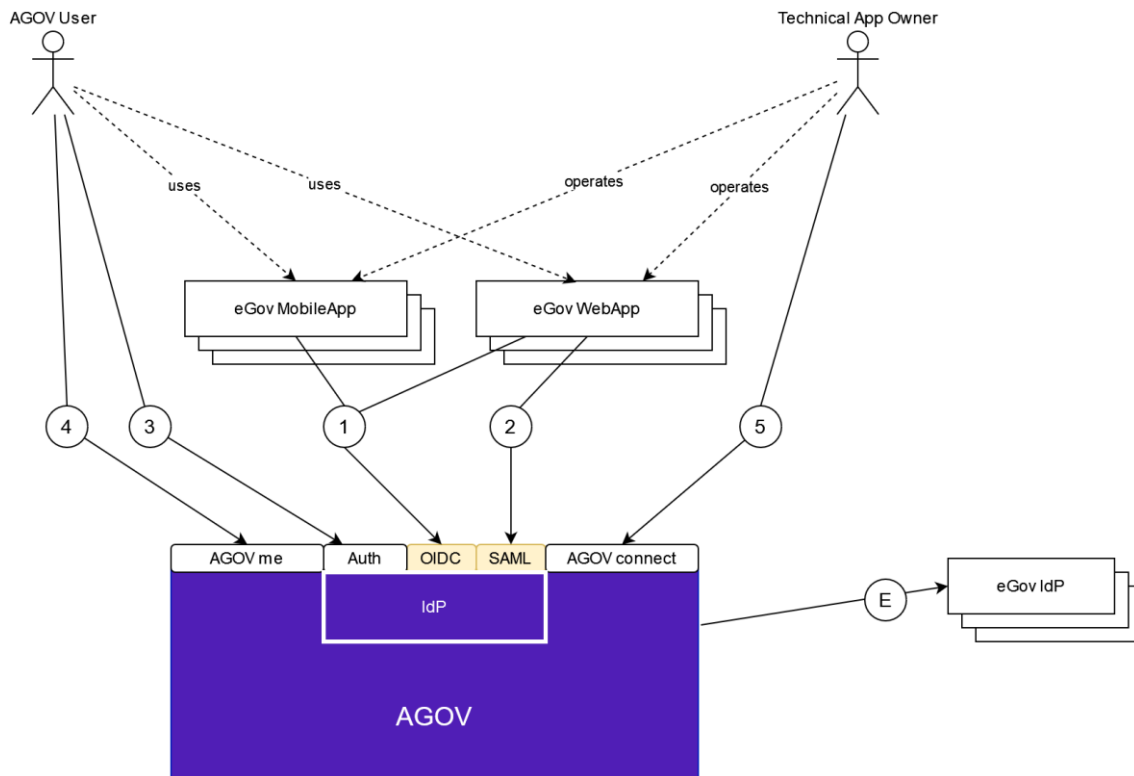 AGOV User
Technical App Owner
uses
uses
operates
operates
eGov MobileApp
eGov WebApp
4
3
1
2
5
AGOV me
Auth
OIDC
SAML
AGOV connect
IdP
E
eGov IdP
AGOV